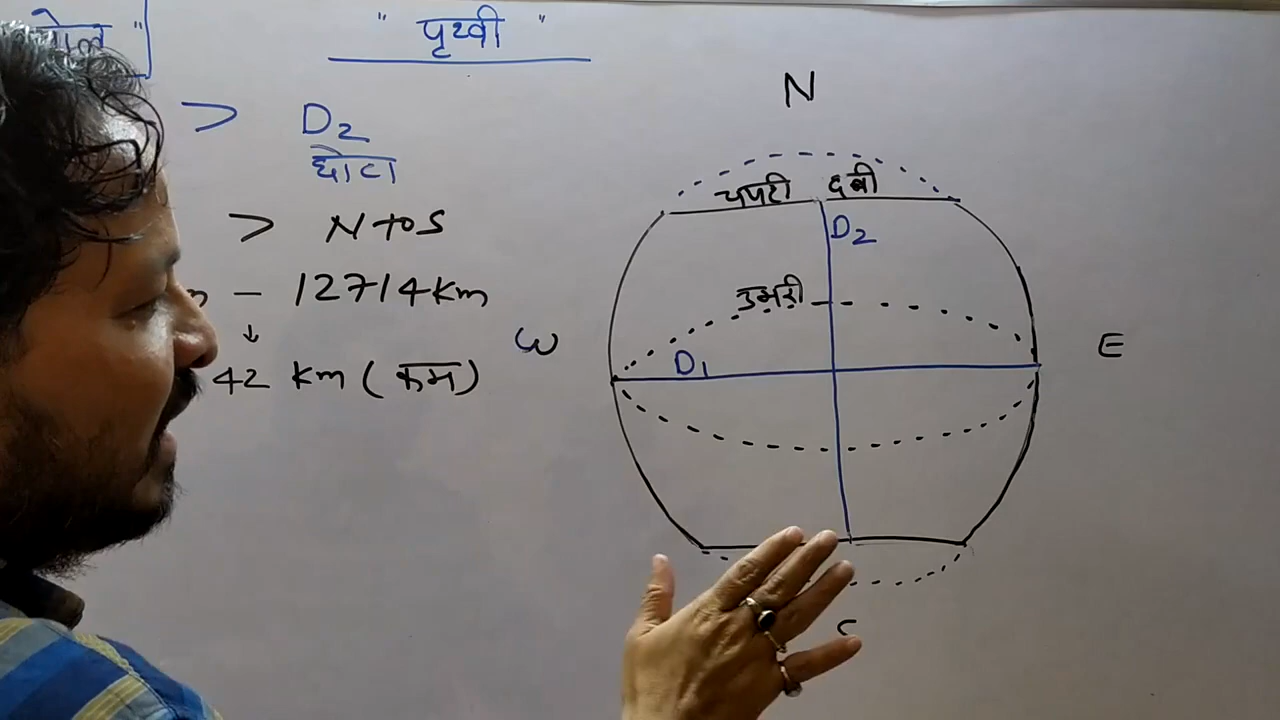 " पृथ्वी "
> D2
छोटा
> N to S
– 12714 Km
↓
42 Km (कम)
N
चपटी दबी
D2
उभरी
W
D1
E
S